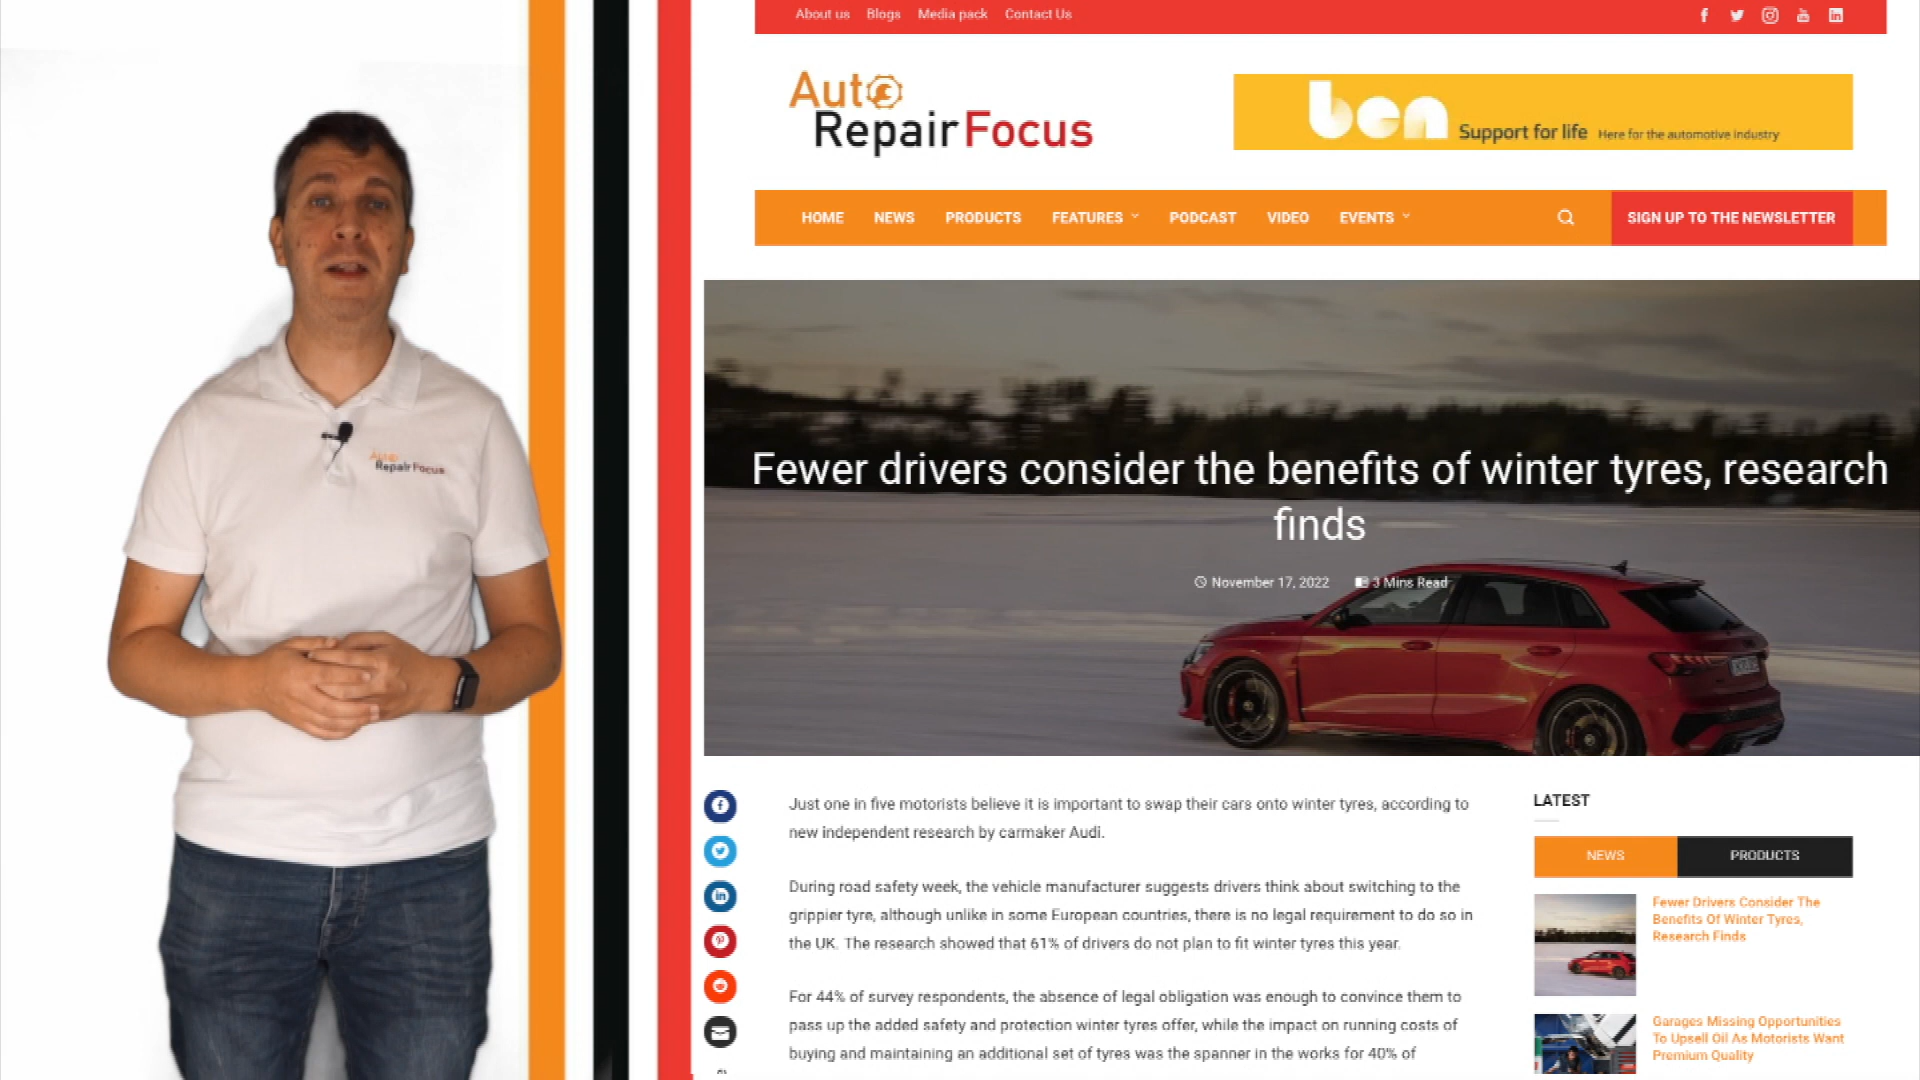 About us Blogs Media pack Contact Us
Auto
Repair Focus
ben Support for life Here for the automotive industry
HOME NEWS PRODUCTS FEATURES PODCAST VIDEO EVENTS SIGN UP TO THE NEWSLETTER
Auto
Repair Focus
Fewer drivers consider the benefits of winter tyres, research
finds
November 17, 2022 3 Mins Read
Just one in five motorists believe it is important to swap their cars onto winter tyres, according to
new independent research by carmaker Audi.
During road safety week, the vehicle manufacturer suggests drivers think about switching to the
grippier tyre, although unlike in some European countries, there is no legal requirement to do so in
the UK. The research showed that 61% of drivers do not plan to fit winter tyres this year.
For 44% of survey respondents, the absence of legal obligation was enough to convince them to
pass up the added safety and protection winter tyres offer, while the impact on running costs of
buying and maintaining an additional set of tyres was the spanner in the works for 40% of
LATEST
NEWS PRODUCTS
Fewer Drivers Consider The
Benefits Of Winter Tyres,
Research Finds
Garages Missing Opportunities
To Upsell Oil As Motorists Want
Premium Quality